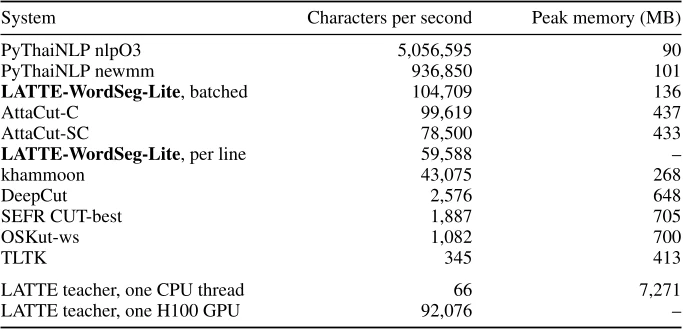 System Characters per second Peak memory (MB)
PyThaiNLP nlpO3 5,056,595 90
PyThaiNLP newmm 936,850 101
LATTE-WordSeg-Lite, batched 104,709 136
AttaCut-C 99,619 437
AttaCut-SC 78,500 433
LATTE-WordSeg-Lite, per line 59,588 –
khammoon 43,075 268
DeepCut 2,576 648
SEFR CUT-best 1,887 705
OSKut-ws 1,082 700
TLTK 345 413
LATTE teacher, one CPU thread 66 7,271
LATTE teacher, one H100 GPU 92,076 –